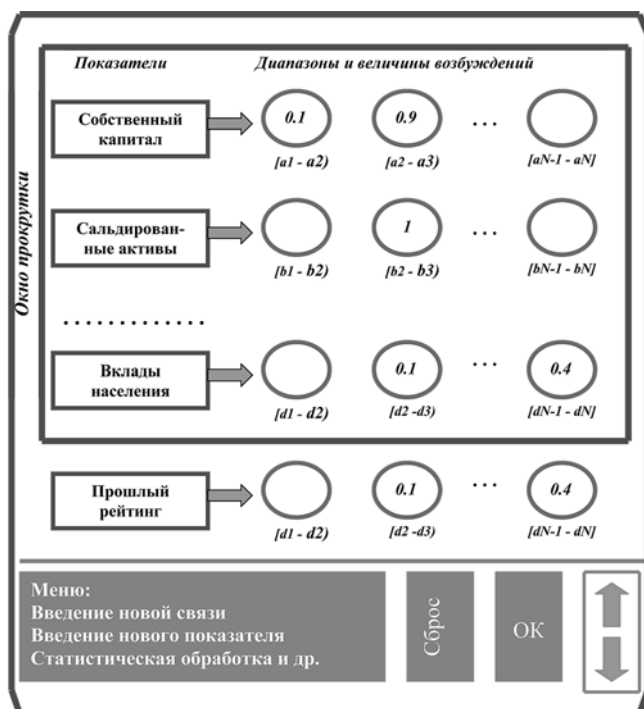 Показатели Диапазоны и величины возбуждений
Окно прокрутки
Собственный
капитал
0.1 0.9 ...
[a1 - a2) [a2 - a3) [aN-1 - aN]
Сальдирован-
ные активы
1 ...
[b1 - b2) [b2 - b3) [bN-1 - bN]
.............
Вклады
населения
0.1 ... 0.4
[d1 - d2) [d2 -d3) [dN-1 - dN]
Прошлый
рейтинг
0.1 ... 0.4
[d1 - d2) [d2 -d3) [dN-1 - dN]
Меню:
Введение новой связи
Введение нового показателя
Статистическая обработка и др.
Сброс
ОК